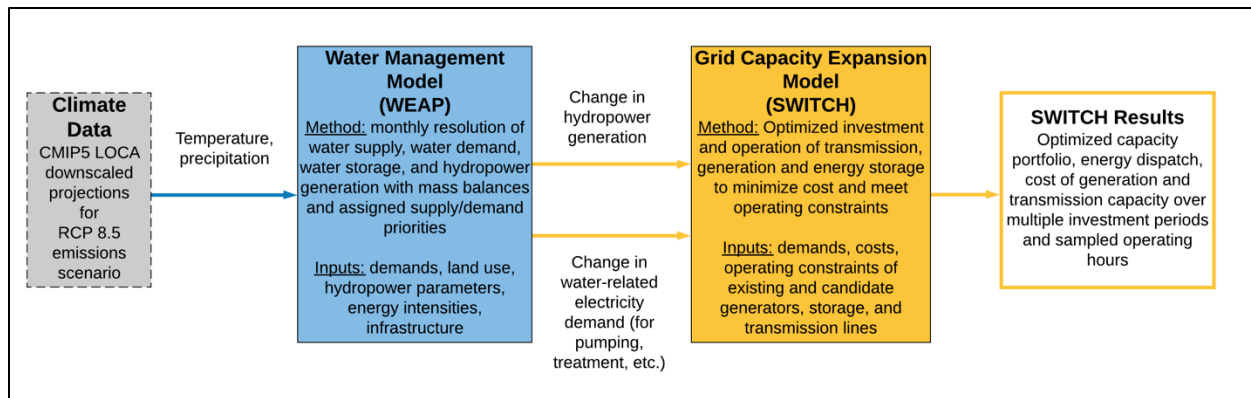 Climate
Data
CMIP5 LOCA
downscaled
projections
for
RCP 8.5
emissions
scenario
Temperature,
precipitation
Water Management
Model
(WEAP)
Method: monthly resolution of
water supply, water demand,
water storage, and hydropower
generation with mass balances
and assigned supply/demand
priorities
Inputs: demands, land use,
hydropower parameters,
energy intensities,
infrastructure
Change in
hydropower
generation
Change in
water-related
electricity
demand (for
pumping,
treatment, etc.)
Grid Capacity Expansion
Model
(SWITCH)
Method: Optimized investment
and operation of transmission,
generation and energy storage
to minimize cost and meet
operating constraints
Inputs: demands, costs,
operating constraints of
existing and candidate
generators, storage, and
transmission lines
SWITCH Results
Optimized capacity
portfolio, energy dispatch,
cost of generation and
transmission capacity over
multiple investment periods
and sampled operating
hours